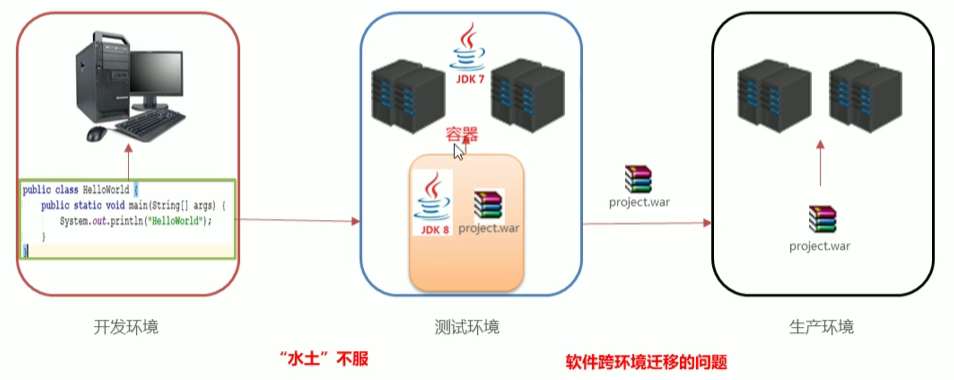 public class HelloWorld {
public static void main(String[] args) {
System.out.println("HelloWorld");
}
}
开发环境
JDK 7
容器
JDK 8
project.war
测试环境
project.war
project.war
生产环境
“水土”不服
软件跨环境迁移的问题